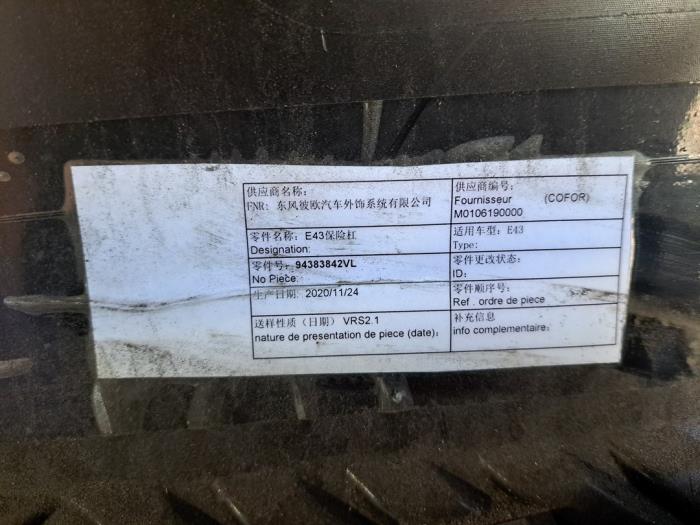 供应商名称:
FNR: 东风彼欧汽车外饰系统有限公司
供应商编号:
Fournisseur (COFOR)
M0106190000
零件名称: E43保险杠
Designation:
适用车型: E43
Type:
零件号: 94383842VL
No Piece:
零件更改状态:
ID:
生产日期: 2020/11/24
零件顺序号:
Ref . ordre de piece
送样性质（日期）VRS2.1
nature de presentation de piece (date):
补充信息
info complementaire: